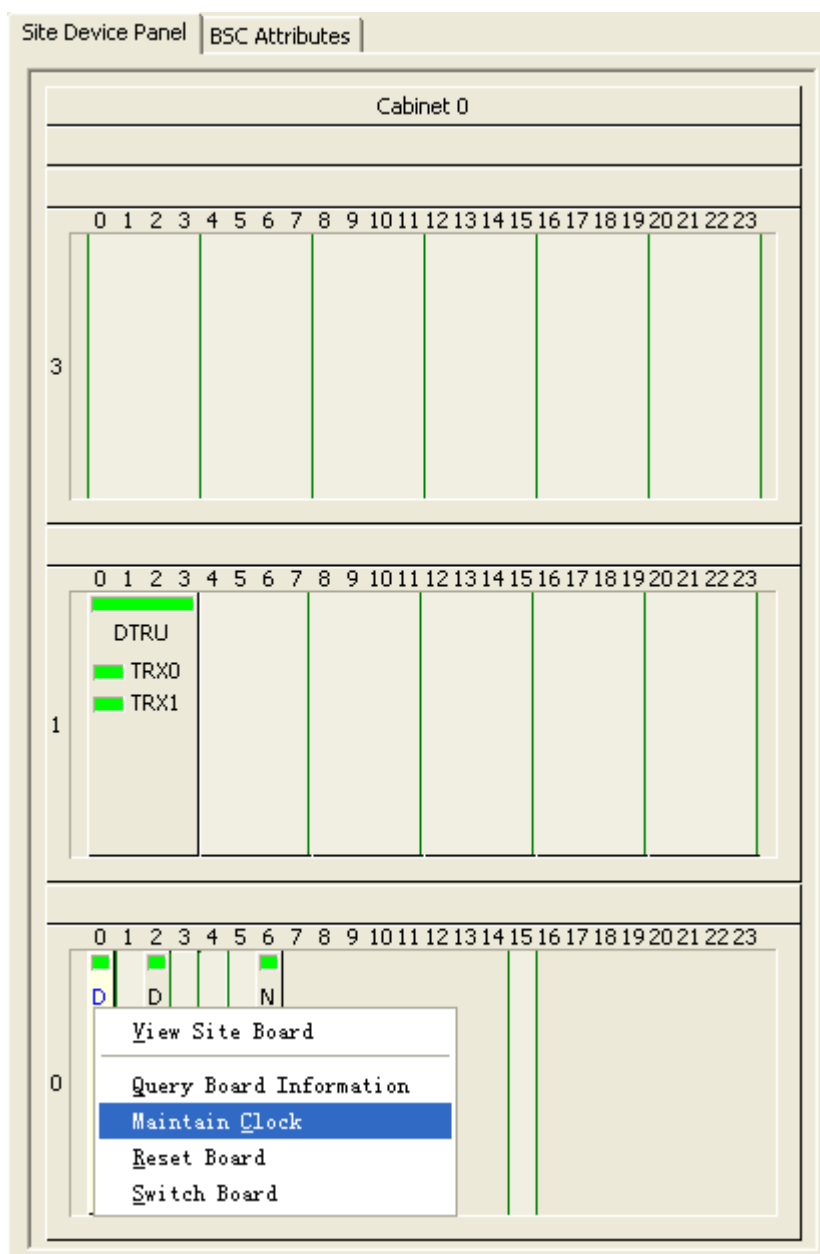 Site Device Panel BSC Attributes
Cabinet 0
0 1 2 3 4 5 6 7 8 9 10 11 12 13 14 15 16 17 18 19 20 21 22 23
3
0 1 2 3 4 5 6 7 8 9 10 11 12 13 14 15 16 17 18 19 20 21 22 23
DTRU
TRX0
TRX1
1
0 1 2 3 4 5 6 7 8 9 10 11 12 13 14 15 16 17 18 19 20 21 22 23
D D N
View Site Board
0
Query Board Information
Maintain Clock
Reset Board
Switch Board